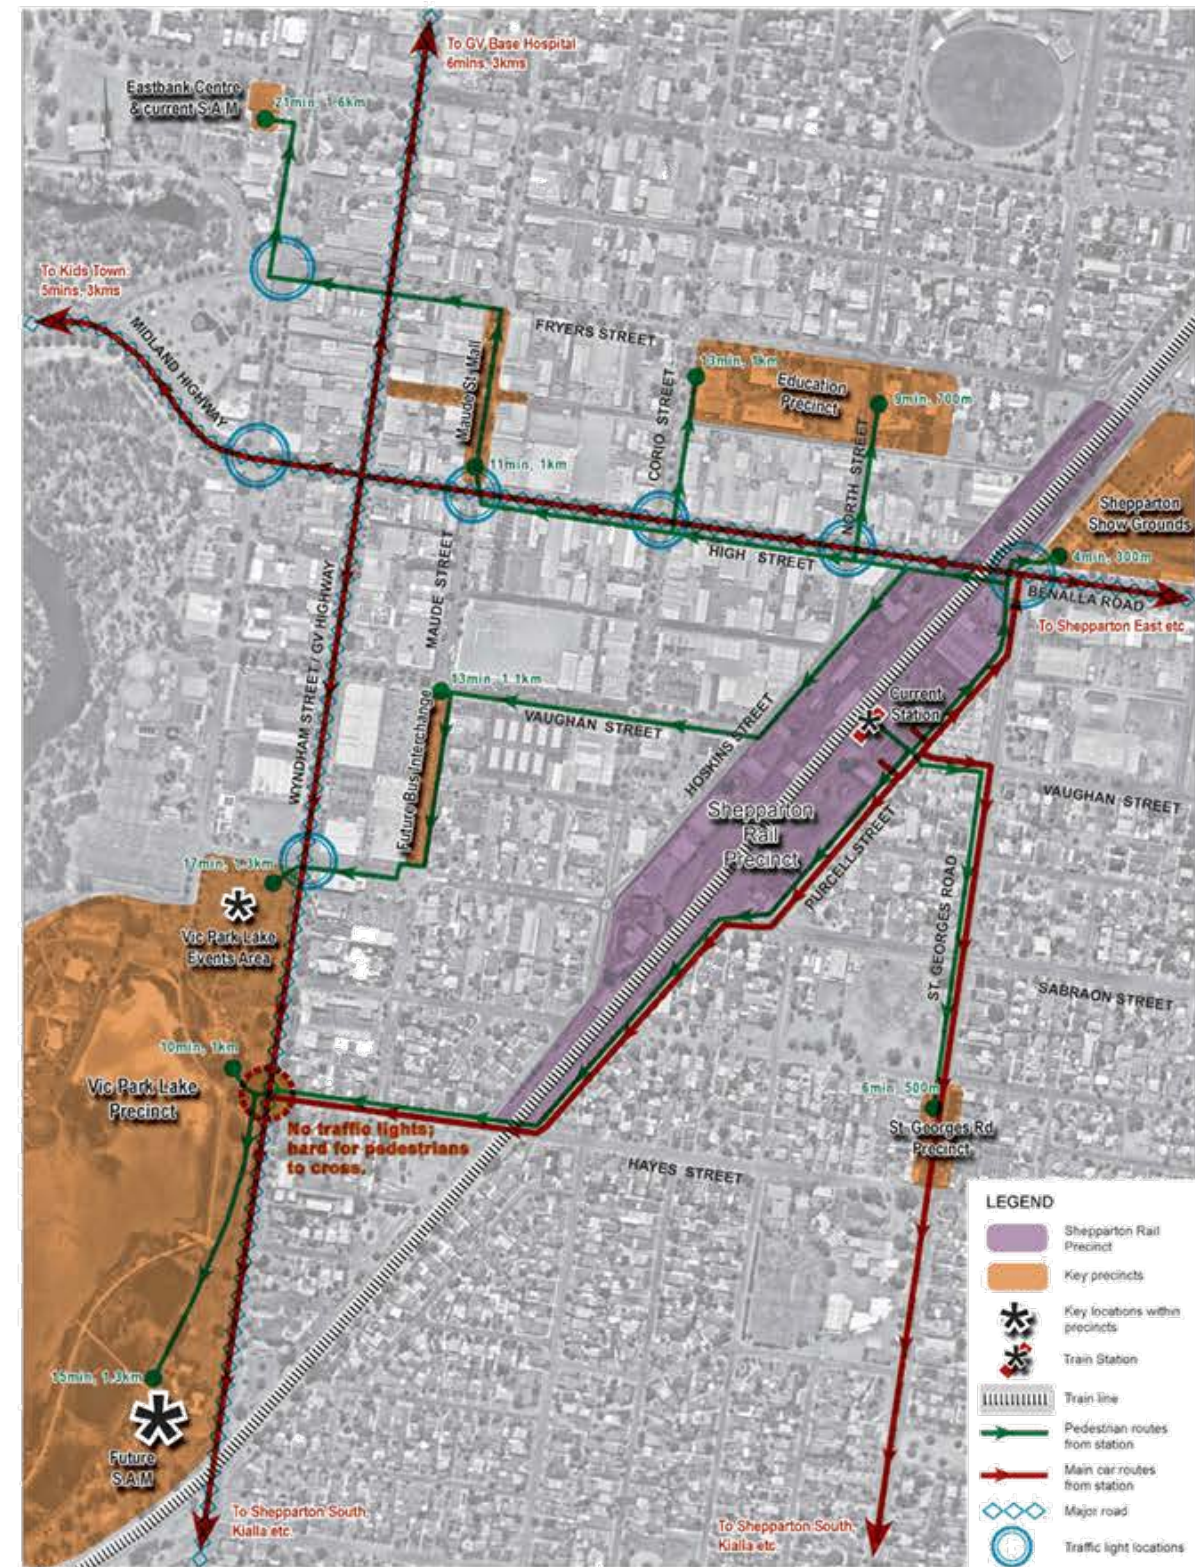 To GV Base Hospital
6mins, 3kms
Eastbank Centre
& current S.A.M
21min, 1.6km
To Kids Town:
5mins, 3kms
MIDLAND HIGHWAY
FRYERS STREET
Maude St Mall
13min, 1km
Education
Precinct
9min, 700m
CORIO STREET
NORTH STREET
11min, 1km
Shepparton
Show Grounds
HIGH STREET
4min, 300m
BENALLA ROAD
To Shepparton East etc
MAUDE STREET
WYNDHAM STREET / GV HIGHWAY
13min, 1.1km
Current
Station
VAUGHAN STREET
HOSKINS STREET
Future Bus Interchange
VAUGHAN STREET
Shepparton
Rail
Precinct
PURCELL STREET
17min, 1.3km
ST. GEORGES ROAD
Vic Park Lake
Events Area
SABRAON STREET
10min, 1km
Vic Park Lake
Precinct
6min, 500m
No traffic lights;
hard for pedestrians
to cross.
St. Georges Rd
Precinct
HAYES STREET
15min, 1.3km
Future
S.A.M
To Shepparton South,
Kialla etc.
To Shepparton South,
Kialla etc
LEGEND
Shepparton Rail
Precinct
Key precincts
Key locations within
precincts
Train Station
Train line
Pedestrian routes
from station
Main car routes
from station
Major road
Traffic light locations